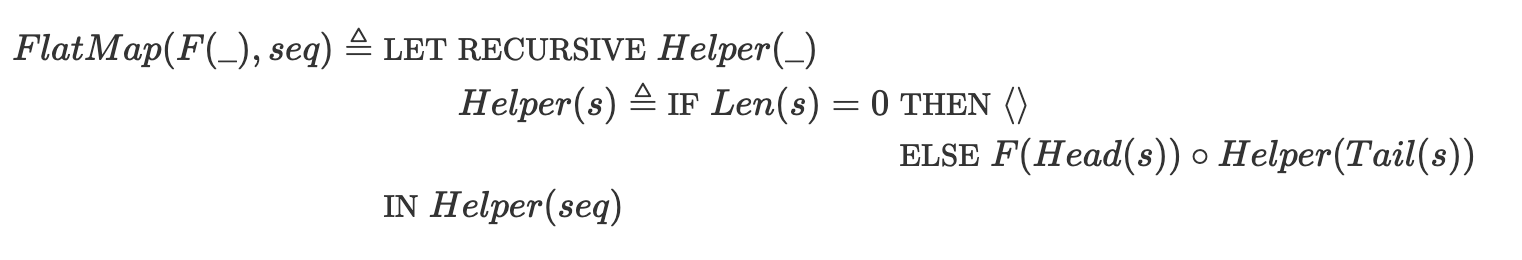 FlatMap(F(_), seq) ≜ LET RECURSIVE Helper(_)
Helper(s) ≜ IF Len(s) = 0 THEN ⟨⟩
ELSE F(Head(s)) ∘ Helper(Tail(s))
IN Helper(seq)